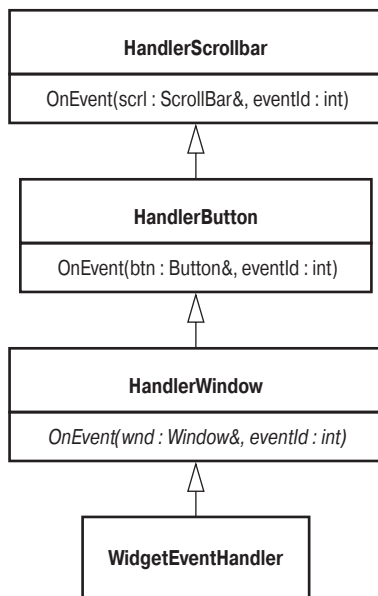 HandlerScrollbar
OnEvent(scrl : ScrollBar&, eventId : int)
HandlerButton
OnEvent(btn : Button&, eventId : int)
HandlerWindow
OnEvent(wnd : Window&, eventId : int)
WidgetEventHandler